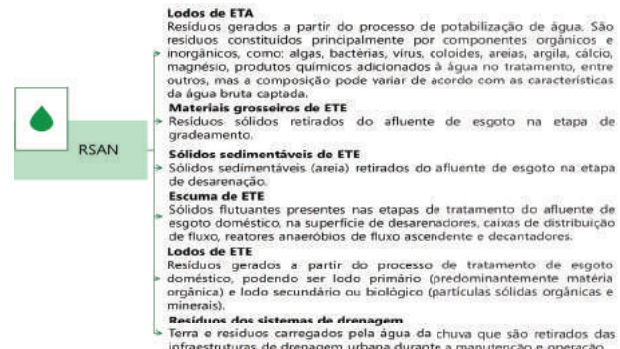 Lodos de ETA
Resíduos gerados a partir do processo de potabilização de água. São
resíduos constituídos principalmente por componentes orgânicos e
inorgânicos, como: algas, bactérias, vírus, coloides, areias, argila, cálcio,
magnésio, produtos químicos adicionados à água no tratamento, entre
outros, mas a composição pode variar de acordo com as características
da água bruta captada.
Materiais grosseiros de ETE
Resíduos sólidos retirados do afluente de esgoto na etapa de
gradeamento.
RSAN
Sólidos sedimentáveis de ETE
Sólidos sedimentáveis (areia) retirados do afluente de esgoto na etapa
de desarenação.
Escuma de ETE
Sólidos flutuantes presentes nas etapas de tratamento do afluente de
esgoto doméstico, na superfície de desarenadores, caixas de distribuição
de fluxo, reatores anaeróbios de fluxo ascendente e decantadores.
Lodos de ETE
Resíduos gerados a partir do processo de tratamento de esgoto
doméstico, podendo ser lodo primário (predominantemente matéria
orgânica) e lodo secundário ou biológico (partículas sólidas orgânicas e
minerais).
Resíduos dos sistemas de drenagem
Terra e resíduos carregados pela água da chuva que são retirados das
infraestruturas de drenagem urbana durante a manutenção e operação.